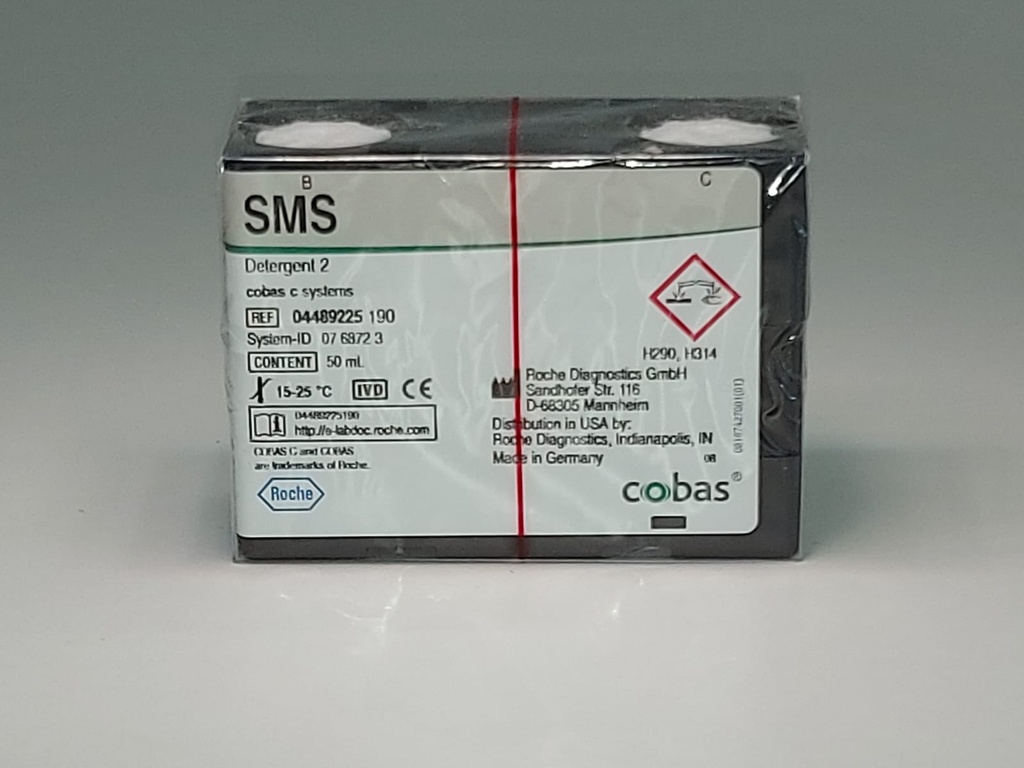 B
C
SMS
Detergent 2
cobas c systems
REF 04489225 190
System-ID 07 6872 3
CONTENT 50 mL
15-25 °C IVD CE
04489225190
http://e-labdoc.roche.com
COBAS C and COBAS
are trademarks of Roche.
Roche
H290, H314
Roche Diagnostics GmbH
Sandhofer Str. 116
D-68305 Mannheim
Distribution in USA by:
Roche Diagnostics, Indianapolis, IN
Made in Germany
cobas®